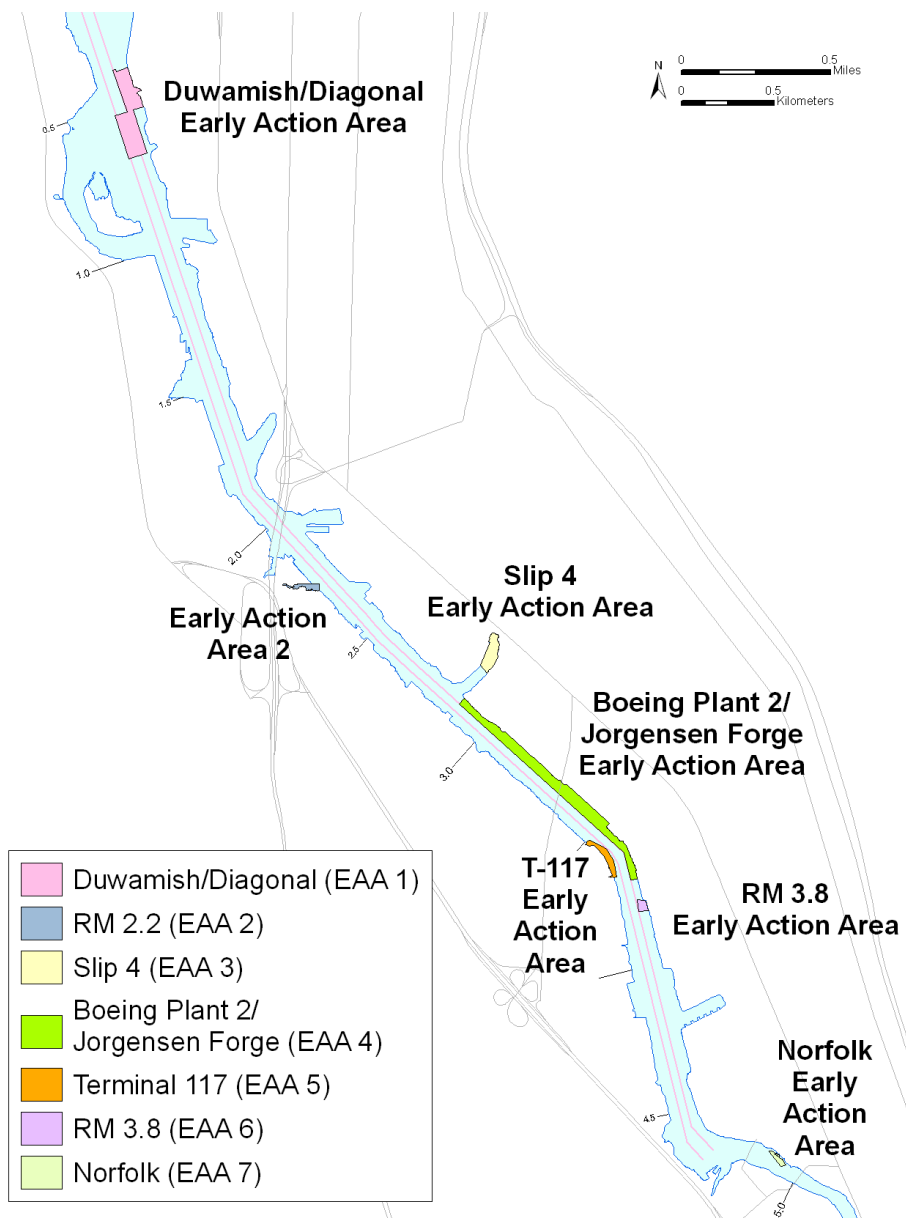 Duwamish/Diagonal
Early Action Area
N
0
0.5
Miles
0
0.5
Kilometers
0.5
1.0
1.5
2.0
Early Action
Area 2
2.5
Slip 4
Early Action Area
3.0
Boeing Plant 2/
Jorgensen Forge
Early Action Area
T-117
Early
Action
Area
RM 3.8
Early Action Area
4.5
Norfolk
Early
Action
Area
5.0
Duwamish/Diagonal (EAA 1)
RM 2.2 (EAA 2)
Slip 4 (EAA 3)
Boeing Plant 2/
Jorgensen Forge (EAA 4)
Terminal 117 (EAA 5)
RM 3.8 (EAA 6)
Norfolk (EAA 7)